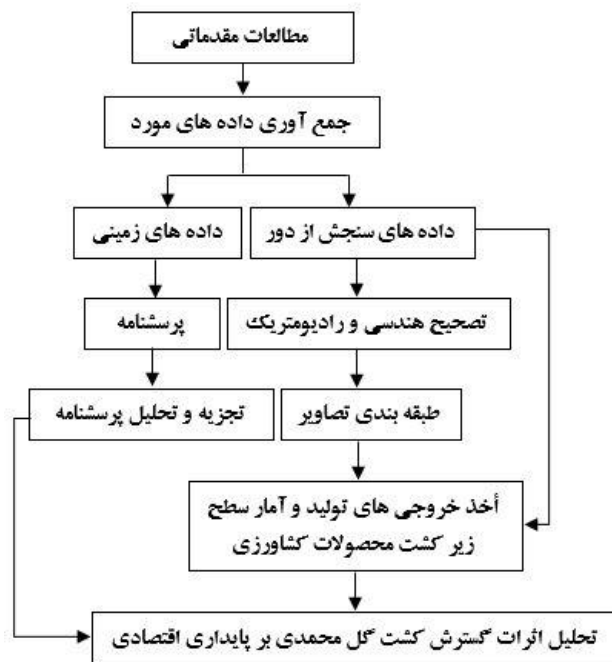 مطالعات مقدماتی
جمع آوری داده های مورد
داده های سنجش از دور
داده های زمینی
تصحیح هندسی و رادیومتریک
پرسشنامه
طبقه بندی تصاویر
تجزیه و تحلیل پرسشنامه
أخذ خروجی های تولید و آمار سطح
زیر کشت محصولات کشاورزی
تحلیل اثرات گسترش کشت گل محمدی بر پایداری اقتصادی